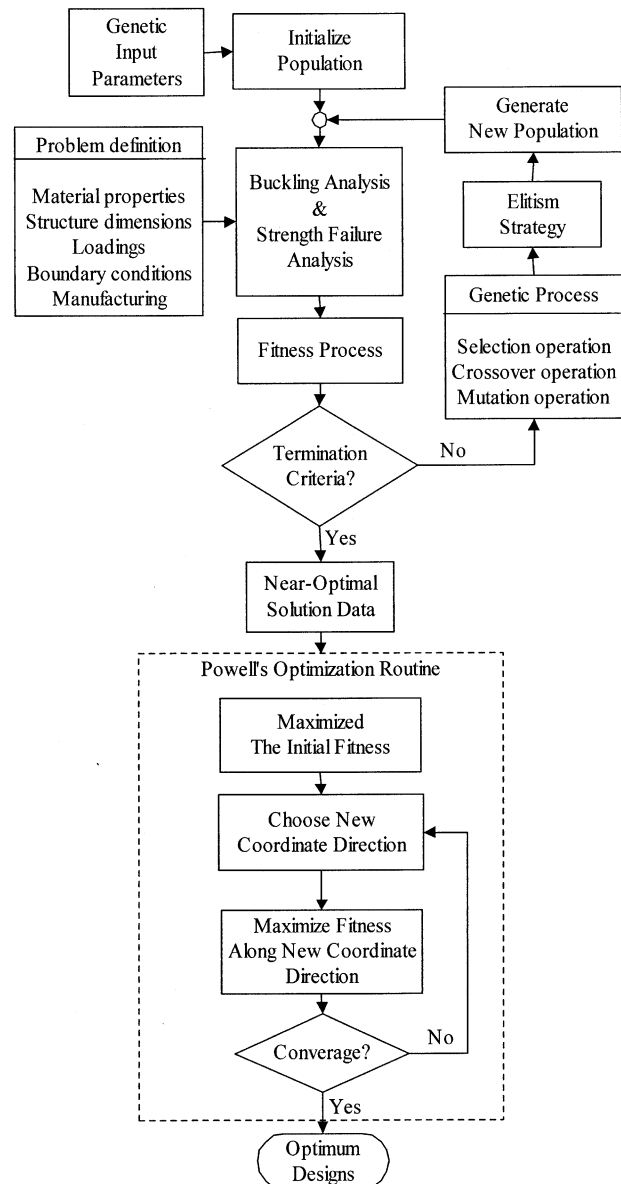 Genetic
Input
Parameters
Initialize
Population
Generate
New Population
Problem definition
Material properties
Structure dimensions
Loadings
Boundary conditions
Manufacturing
Buckling Analysis
&
Strength Failure
Analysis
Elitism
Strategy
Genetic Process
Selection operation
Crossover operation
Mutation operation
Fitness Process
Termination
Criteria?
No
Yes
Near-Optimal
Solution Data
Powell's Optimization Routine
Maximized
The Initial Fitness
Choose New
Coordinate Direction
Maximize Fitness
Along New Coordinate
Direction
Converage?
No
Yes
Optimum
Designs